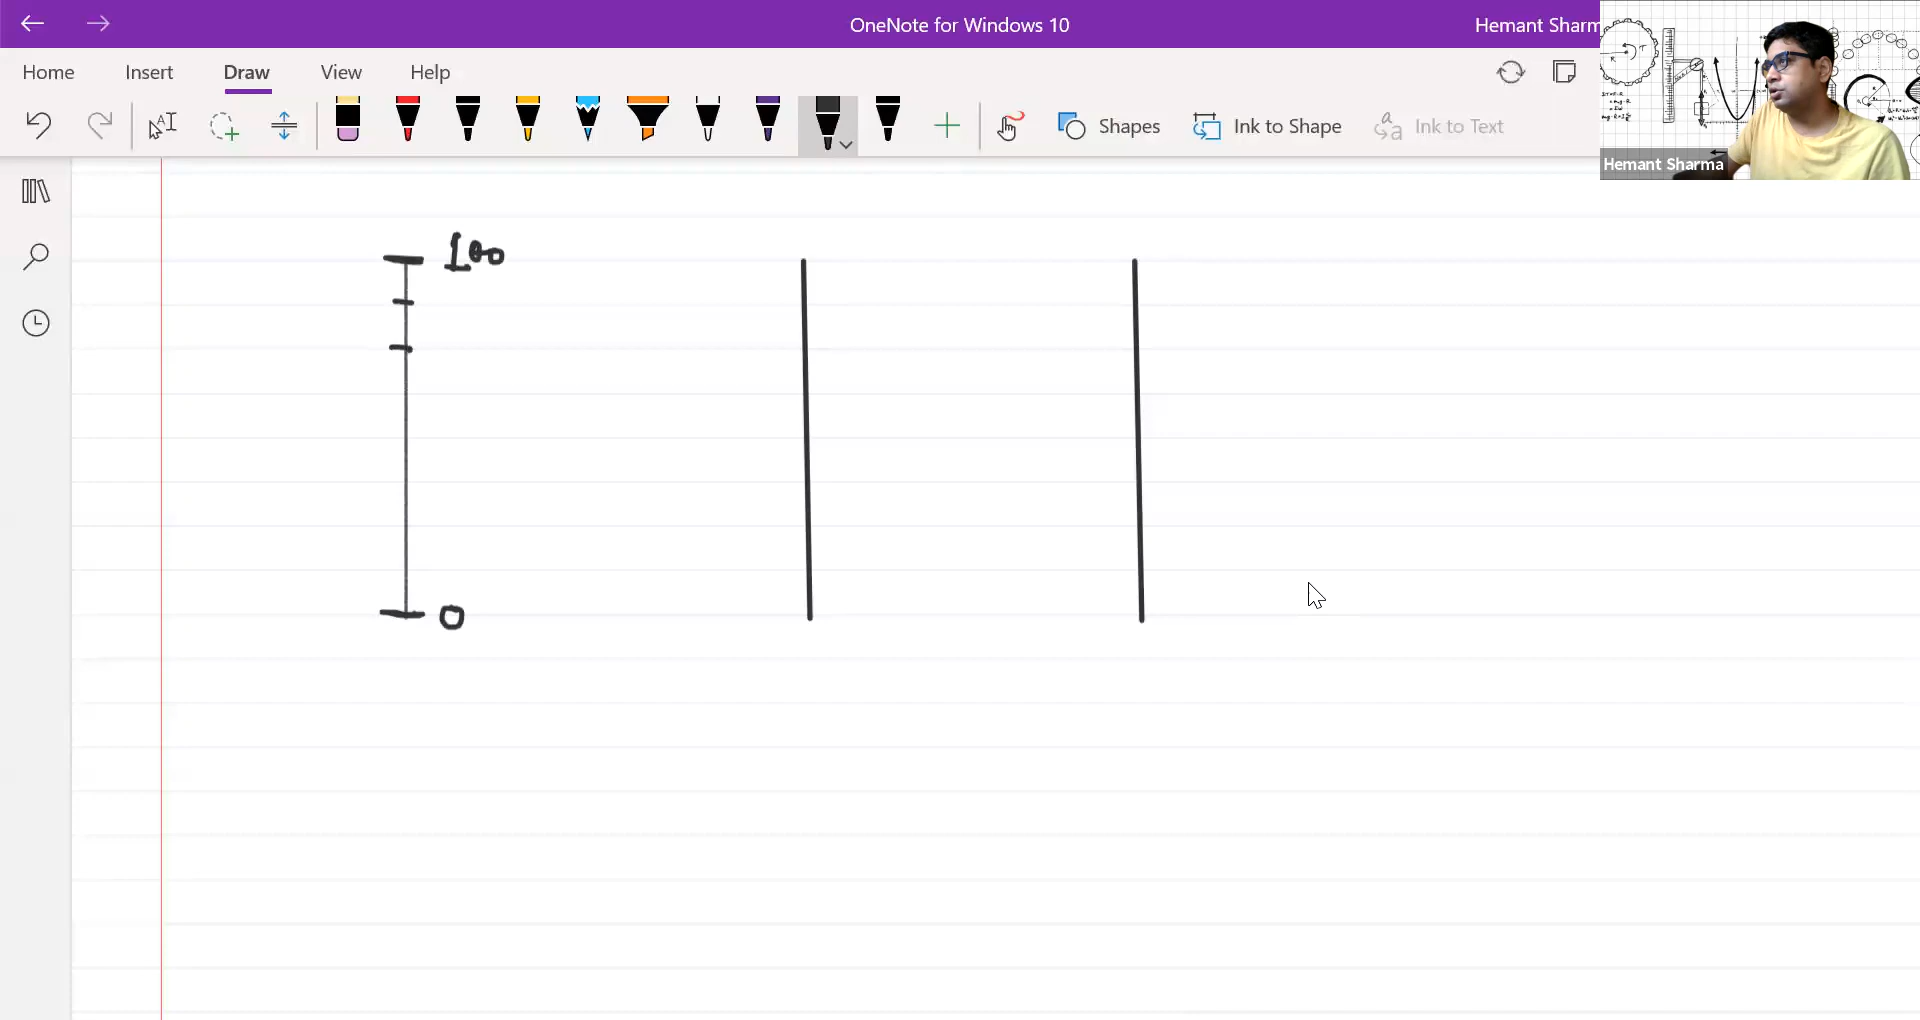 OneNote for Windows 10
Hemant Sharm
Home Insert Draw View Help
Shapes Ink to Shape Ink to Text
Hemant Sharma
100
0